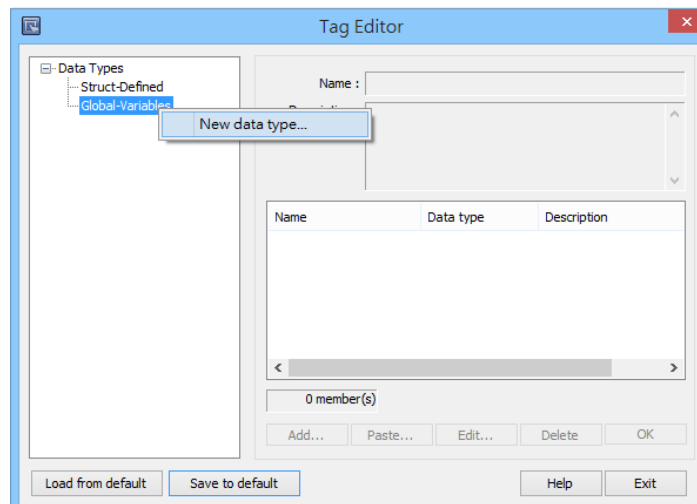 Tag Editor
Data Types
Struct-Defined
Global-Variables
New data type...
Name :
Name
Data type
Description
0 member(s)
Add...
Paste...
Edit...
Delete
OK
Load from default
Save to default
Help
Exit